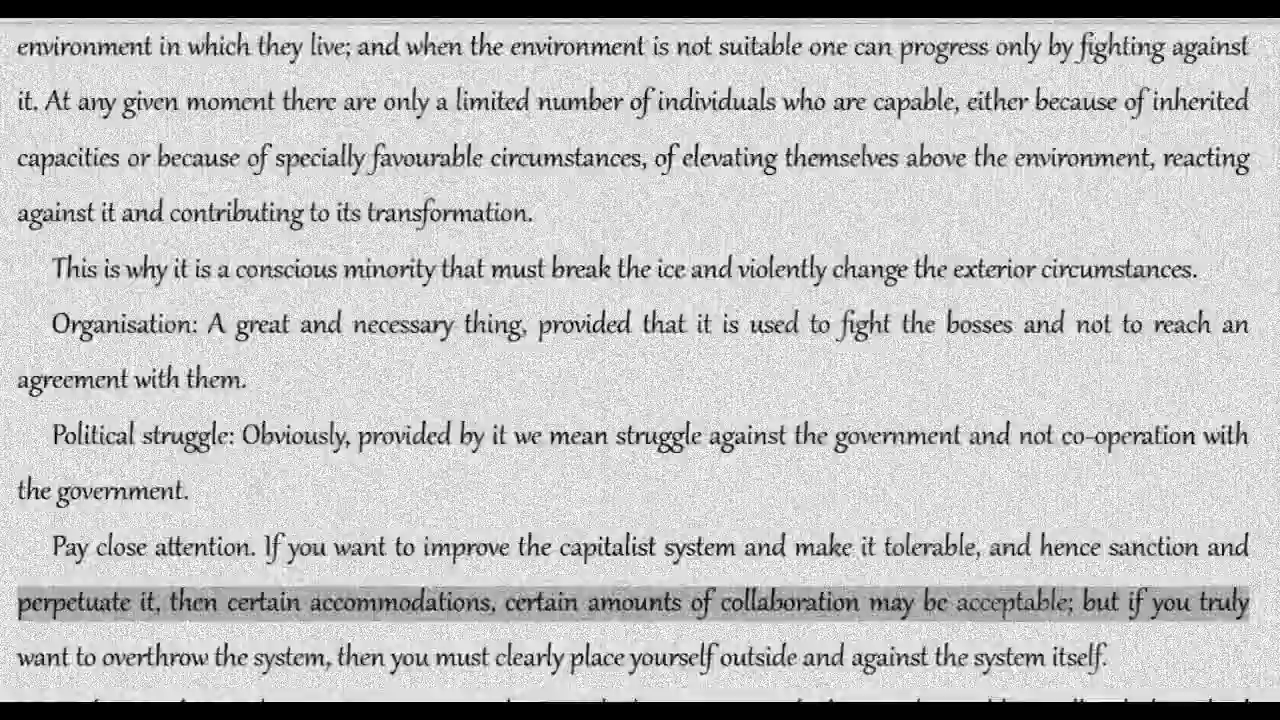 environment in which they live; and when the environment is not suitable one can progress only by fighting against
it. At any given moment there are only a limited number of individuals who are capable, either because of inherited
capacities or because of specially favourable circumstances, of elevating themselves above the environment, reacting
against it and contributing to its transformation.
This is why it is a conscious minority that must break the ice and violently change the exterior circumstances.
Organisation: A great and necessary thing, provided that it is used to fight the bosses and not to reach an
agreement with them.
Political struggle: Obviously, provided by it we mean struggle against the government and not co-operation with
the government.
Pay close attention. If you want to improve the capitalist system and make it tolerable, and hence sanction and
perpetuate it, then certain accommodations, certain amounts of collaboration may be acceptable; but if you truly
want to overthrow the system, then you must clearly place yourself outside and against the system itself.